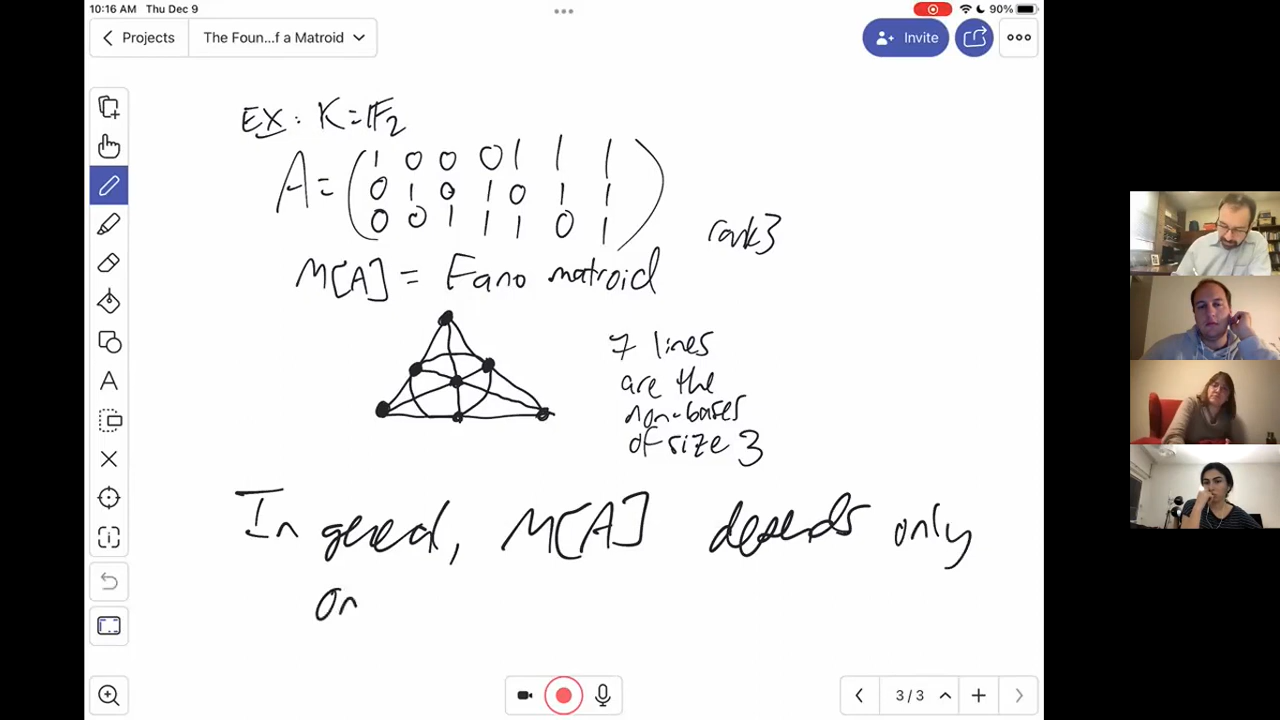 10:16 AM Thu Dec 9
90%
Projects
The Foun...f a Matroid
Invite
EX: K=𝔽₂
A= ( 1 0 0 0 1 1 1
0 1 0 1 0 1 1
0 0 1 1 1 0 1 )
rank 3
M[A] = Fano matroid
7 lines
are the
non-bases
of size 3
In general, M[A] depends only
on
A
3/3